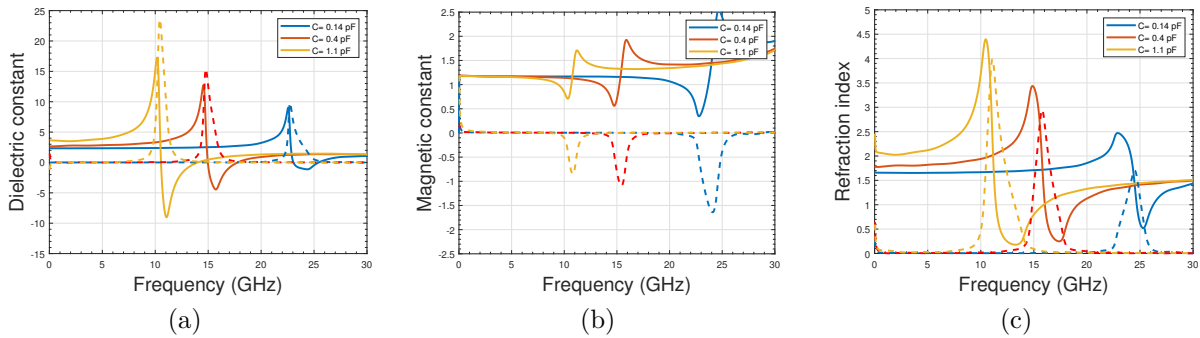 Dielectric constant
25
20
15
10
5
0
-5
-10
-15
0
5
10
15
20
25
30
Frequency (GHz)
C= 0.14 pF
C= 0.4 pF
C= 1.1 pF
(a)
Magnetic constant
2.5
2
1.5
1
0.5
0
-0.5
-1
-1.5
-2
-2.5
0
5
10
15
20
25
30
Frequency (GHz)
C= 0.14 pF
C= 0.4 pF
C= 1.1 pF
(b)
Refraction index
5
4.5
4
3.5
3
2.5
2
1.5
1
0.5
0
0
5
10
15
20
25
30
Frequency (GHz)
C= 0.14 pF
C= 0.4 pF
C= 1.1 pF
(c)